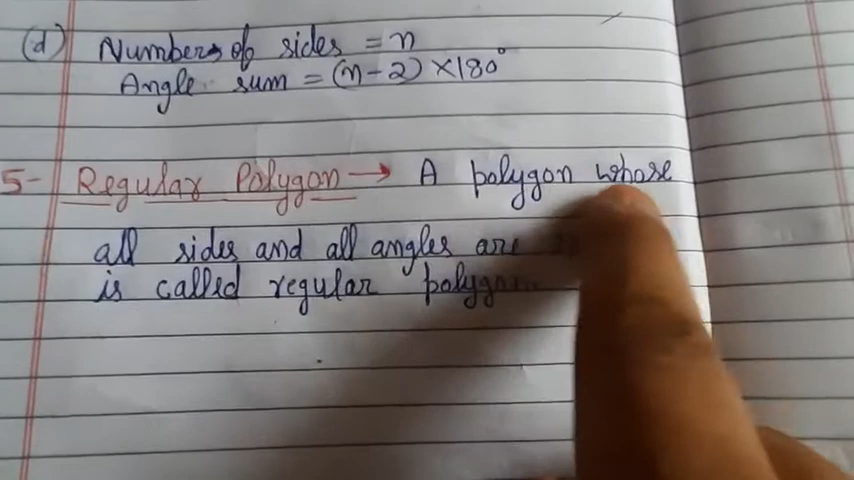 (d) Numbers of sides = n
Angle sum = (n-2) ×180°
5- Regular Polygon → A polygon whose
all sides and all angles are
is called regular polygon